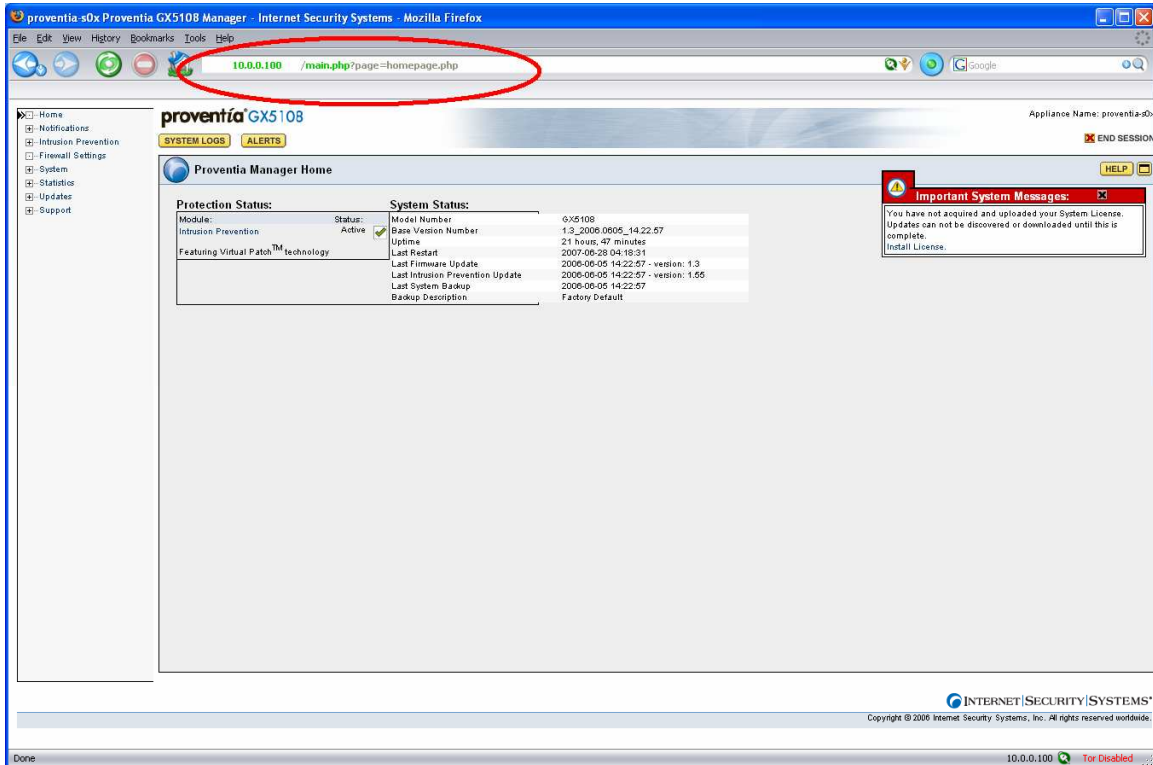 proventia-s0x Proventia GX5108 Manager - Internet Security Systems - Mozilla Firefox
File Edit View History Bookmarks Tools Help
10.0.0.100 /main.php?page=homepage.php
Google
Home
Notifications
Intrusion Prevention
Firewall Settings
System
Statistics
Updates
Support
proventía GX5108
Appliance Name: proventia-s0x
SYSTEM LOGS ALERTS
END SESSION
Proventia Manager Home
HELP
Important System Messages:
You have not acquired and uploaded your System License.
Updates can not be discovered or downloaded until this is
complete.
Install License.
Protection Status:
Module: Status:
Intrusion Prevention Active
Featuring Virtual Patch™ technology
System Status:
Model Number GX5108
Base Version Number 1.3_2006.0605_14.22.57
Uptime 21 hours, 47 minutes
Last Restart 2007-06-28 04:18:31
Last Firmware Update 2006-06-05 14:22:57 - version: 1.3
Last Intrusion Prevention Update 2006-06-05 14:22:57 - version: 1.55
Last System Backup 2006-06-05 14:22:57
Backup Description Factory Default
INTERNET|SECURITY|SYSTEMS
Copyright © 2006 Internet Security Systems, Inc. All rights reserved worldwide.
Done
10.0.0.100 Tor Disabled